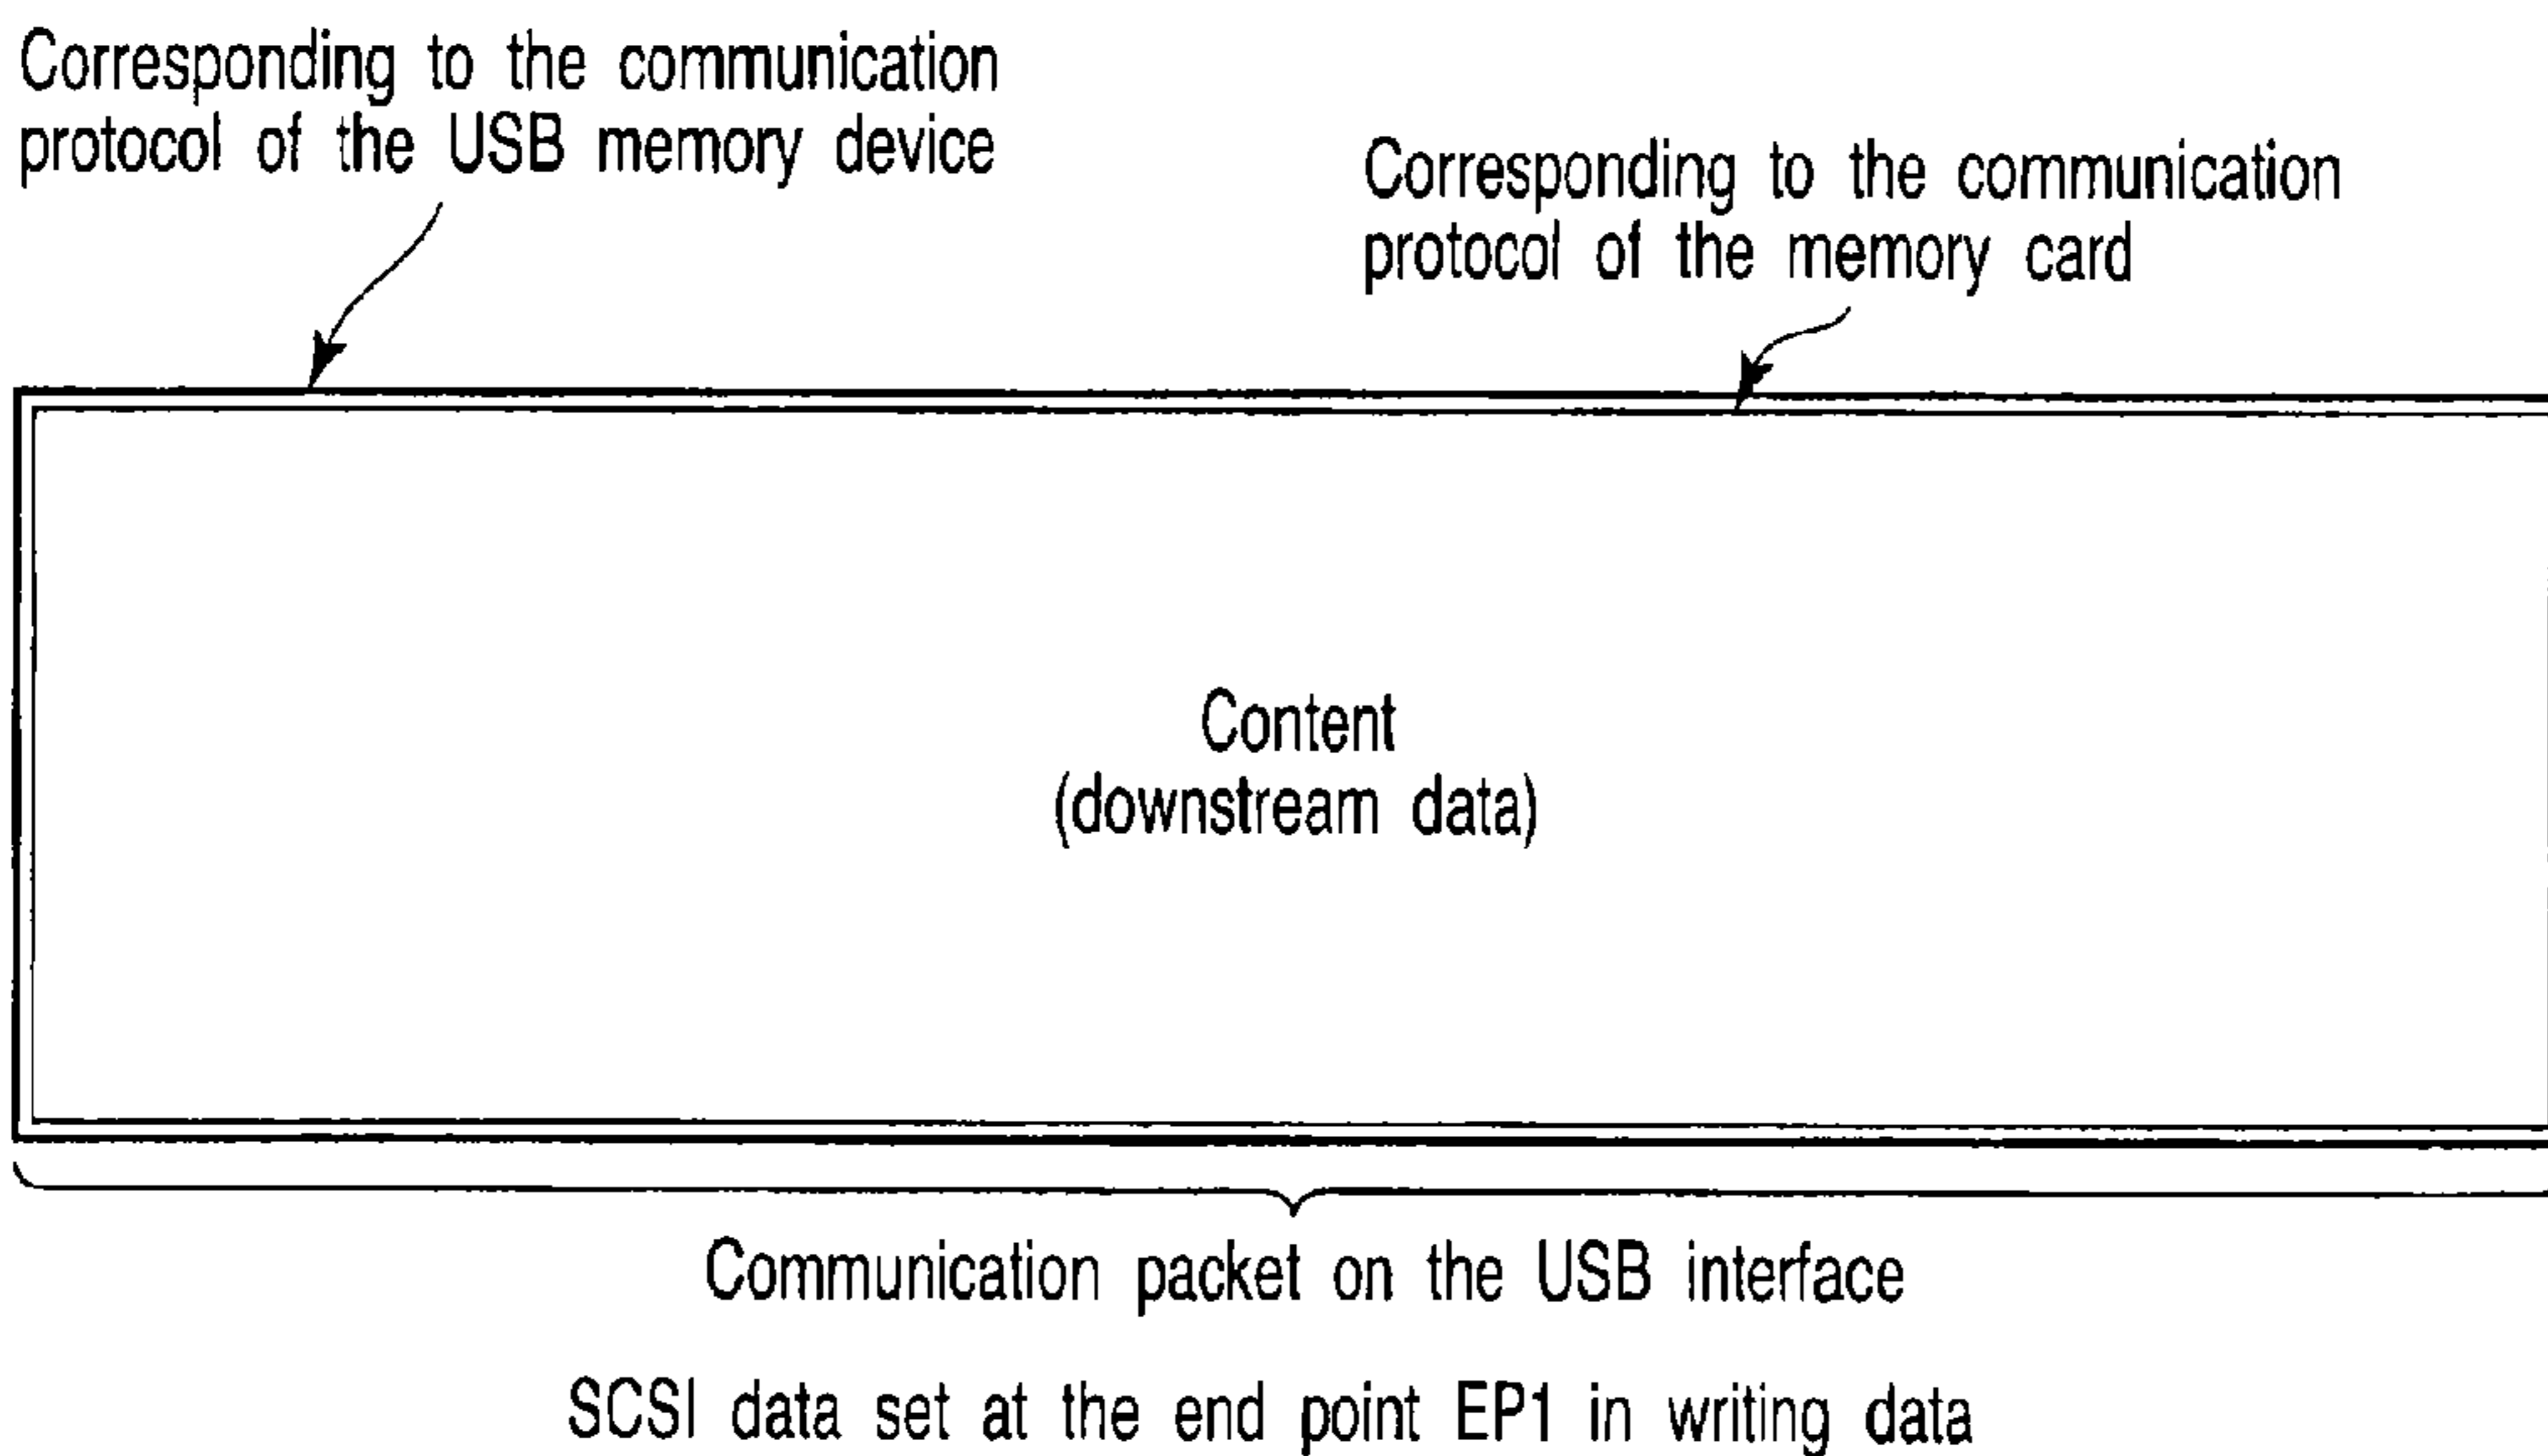 Corresponding to the communication
protocol of the USB memory device
Corresponding to the communication
protocol of the memory card
Content
(downstream data)
Communication packet on the USB interface
SCSI data set at the end point EP1 in writing data